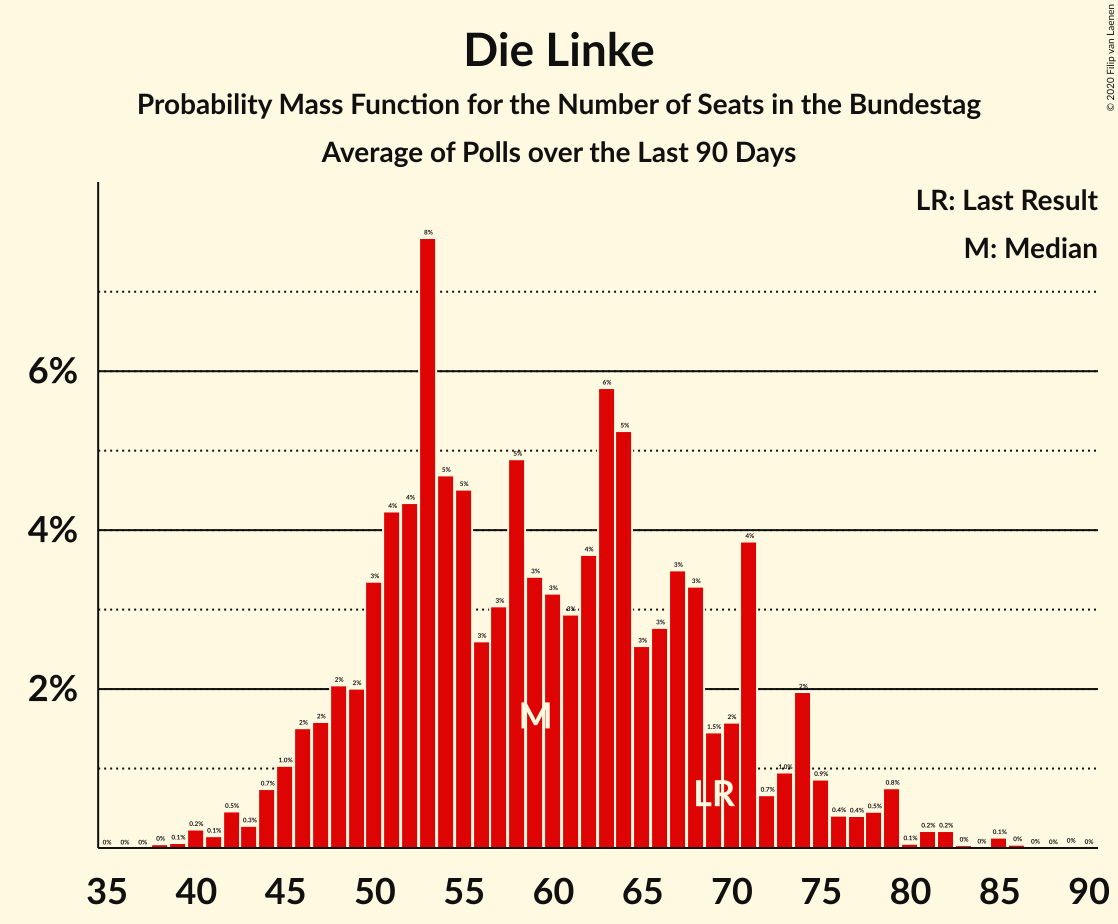 Die Linke
Probability Mass Function for the Number of Seats in the Bundestag
Average of Polls over the Last 90 Days
© 2020 Filip van Laenen
LR: Last Result
M: Median
6%
4%
2%
0% 0% 0% 0% 0.1% 0.2% 0.1% 0.5% 0.3% 0.7% 1.0% 2% 2% 2% 2% 3% 4% 4% 8% 5% 5% 3% 3% 5% 3% 3% 3% 4% 6% 5% 3% 3% 3% 3% 1.5% 2% 4% 0.7% 1.0% 2% 0.9% 0.4% 0.4% 0.5% 0.8% 0.1% 0.2% 0.2% 0% 0% 0.1% 0% 0% 0% 0% 0%
M
LR
35 40 45 50 55 60 65 70 75 80 85 90